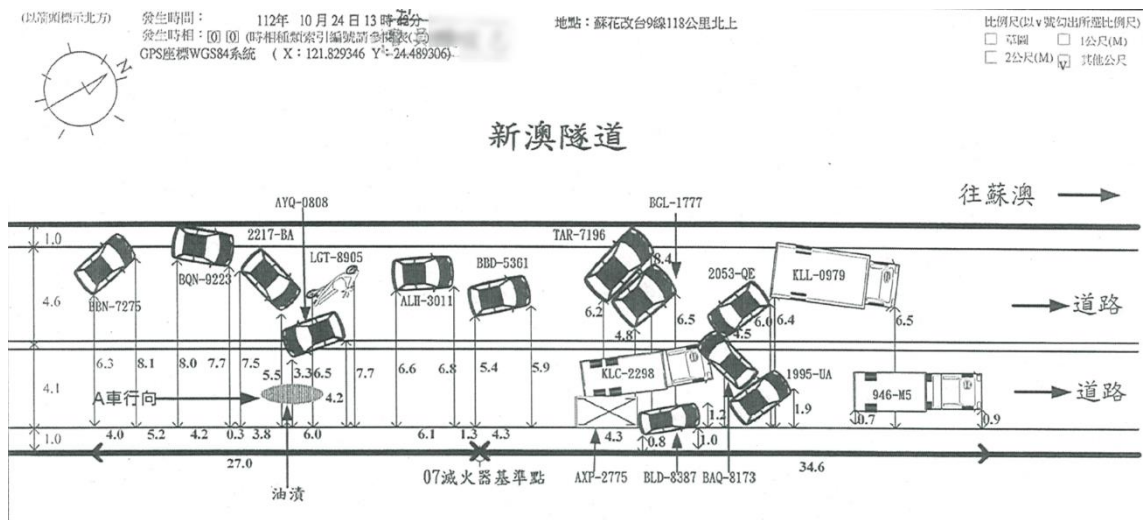 (以箭頭標示北方)
發生時間： 112年 10月24日13時
發生時相：[0][0] (時相種類索引編號請參
GPS座標WGS84系統 (X：121.829346 Y：24.489306)
地點：蘇花改台9線118公里北上
比例尺(以v號勾出所選比例尺)
草圖 1公尺(M)
2公尺(M) V 其他公尺
N
新澳隧道
往蘇澳
AYQ-0808
BGL-1777
2217-BA
LGT-8905
TAR-7196
1.0
BQN-9223
BBD-5361
8.4
2053-QE
KLL-0979
BBN-7275
ALH-3011
4.6
道路
6.2
4.8
6.5
4.5
6.0
6.4
6.5
6.3
8.1
8.0
7.7
7.5
5.5
3.3
6.5
7.7
6.6
6.8
5.4
5.9
KLC-2298
1995-UA
946-M5
4.1
A車行向
4.2
道路
1.2
1.9
0.7
0.9
1.0
4.0
5.2
4.2
0.3
3.8
6.0
6.1
1.3
4.3
4.3
0.8
1.0
27.0
34.6
油漬
07滅火器基準點
AXP-2775
BLD-8387
BAQ-8173